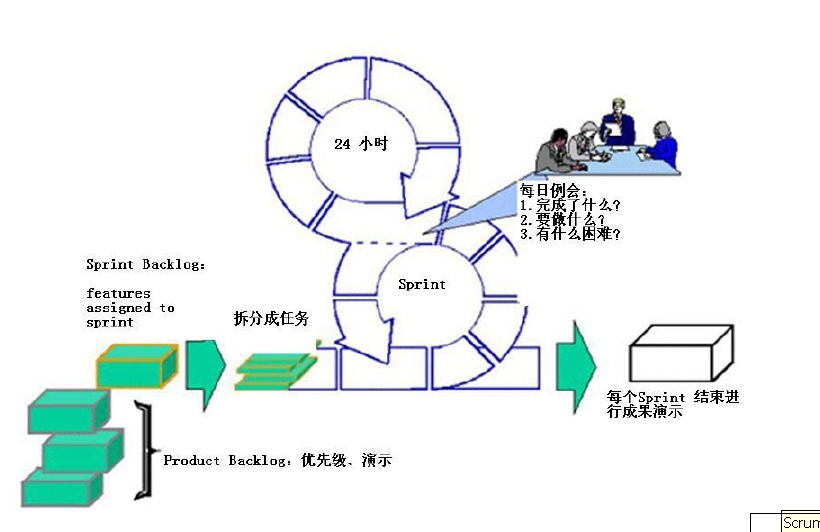 24 小时
每日例会:
1.完成了什么?
2.要做什么?
3.有什么困难?
Sprint Backlog:
features
assigned to
sprint
Sprint
拆分成任务
每个Sprint 结束进
行成果演示
Product Backlog: 优先级、演示
Scrum